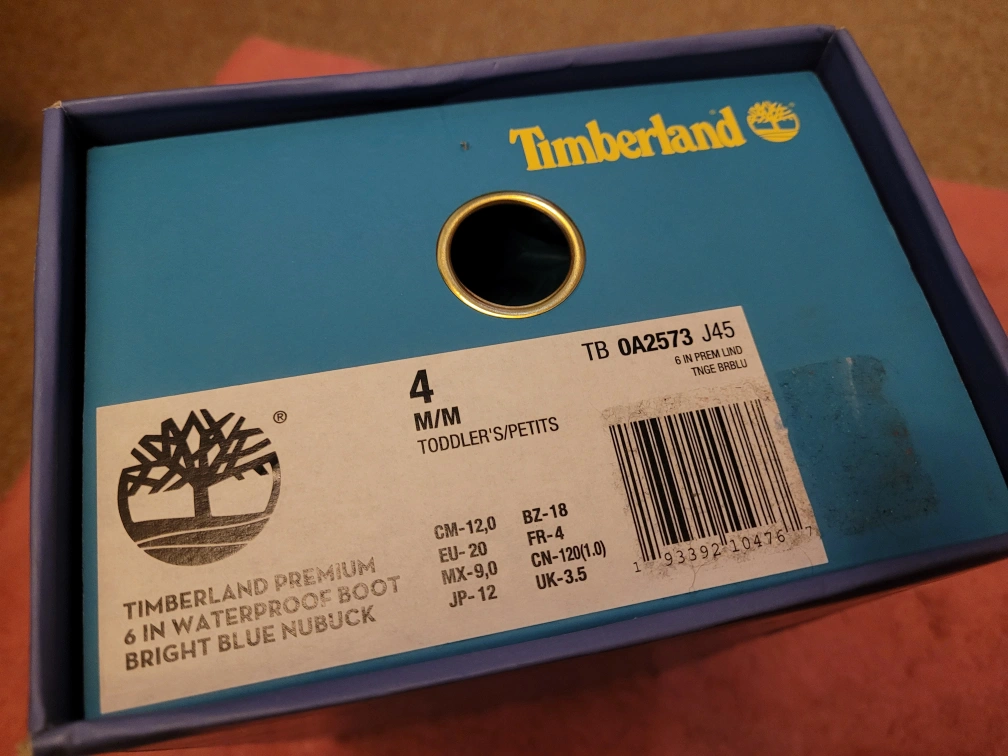 Timberland
TB 0A2573 J45
6 IN PREM LIND
TNGE BRBLU
4
M/M
TODDLER'S/PETITS
®
CM-12,0 BZ-18
EU- 20 FR-4
MX-9,0 CN-120(1.0)
JP- 12 UK-3.5
1 93392 10476 7
TIMBERLAND PREMIUM
6 IN WATERPROOF BOOT
BRIGHT BLUE NUBUCK